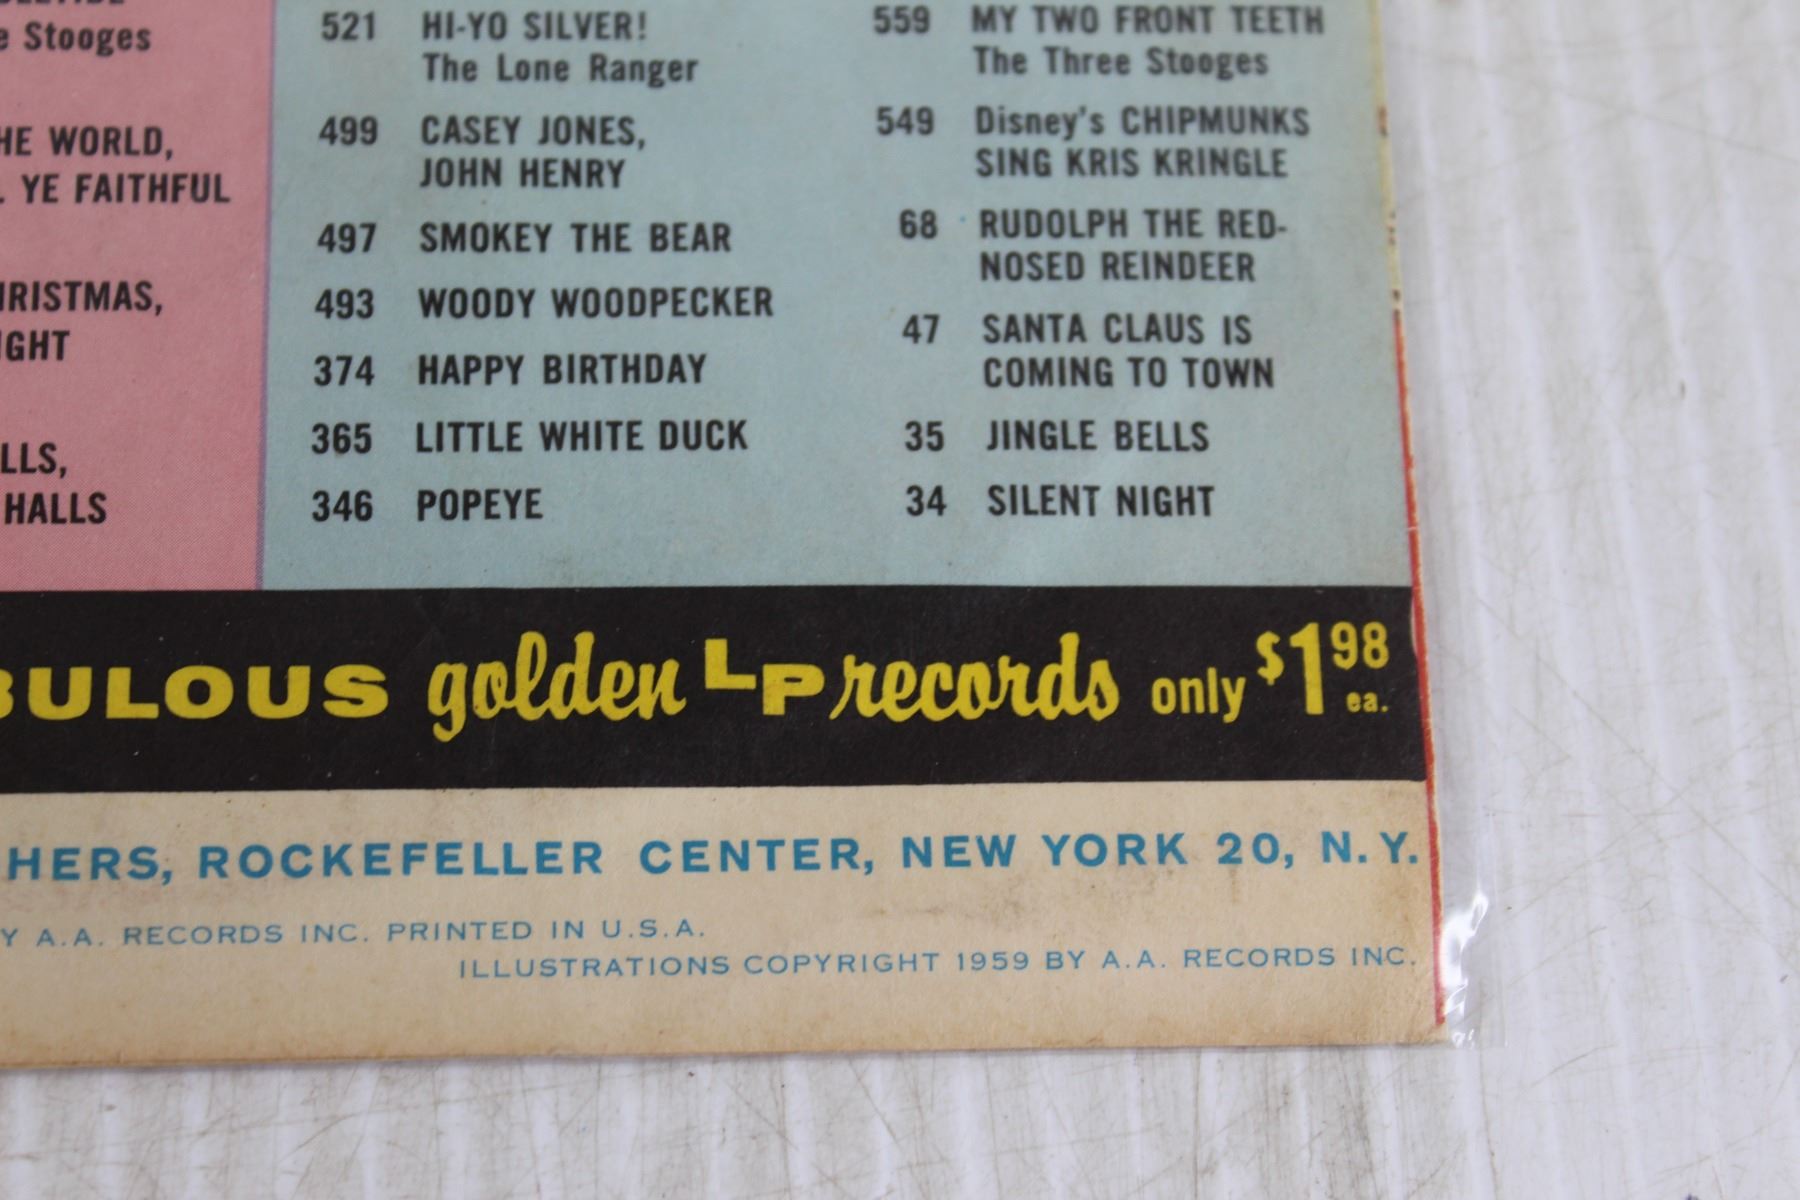 e Stooges
HE WORLD,
YE FAITHFUL
RISTMAS,
IGHT
LLS,
HALLS
521 HI-YO SILVER!
The Lone Ranger
499 CASEY JONES,
JOHN HENRY
497 SMOKEY THE BEAR
493 WOODY WOODPECKER
374 HAPPY BIRTHDAY
365 LITTLE WHITE DUCK
346 POPEYE
559 MY TWO FRONT TEETH
The Three Stooges
549 Disney's CHIPMUNKS
SING KRIS KRINGLE
68 RUDOLPH THE RED-
NOSED REINDEER
47 SANTA CLAUS IS
COMING TO TOWN
35 JINGLE BELLS
34 SILENT NIGHT
BULOUS golden LP records only $1.98 ea.
HERS, ROCKEFELLER CENTER, NEW YORK 20, N.Y.
Y A.A. RECORDS INC. PRINTED IN U.S.A.
ILLUSTRATIONS COPYRIGHT 1959 BY A.A. RECORDS INC.